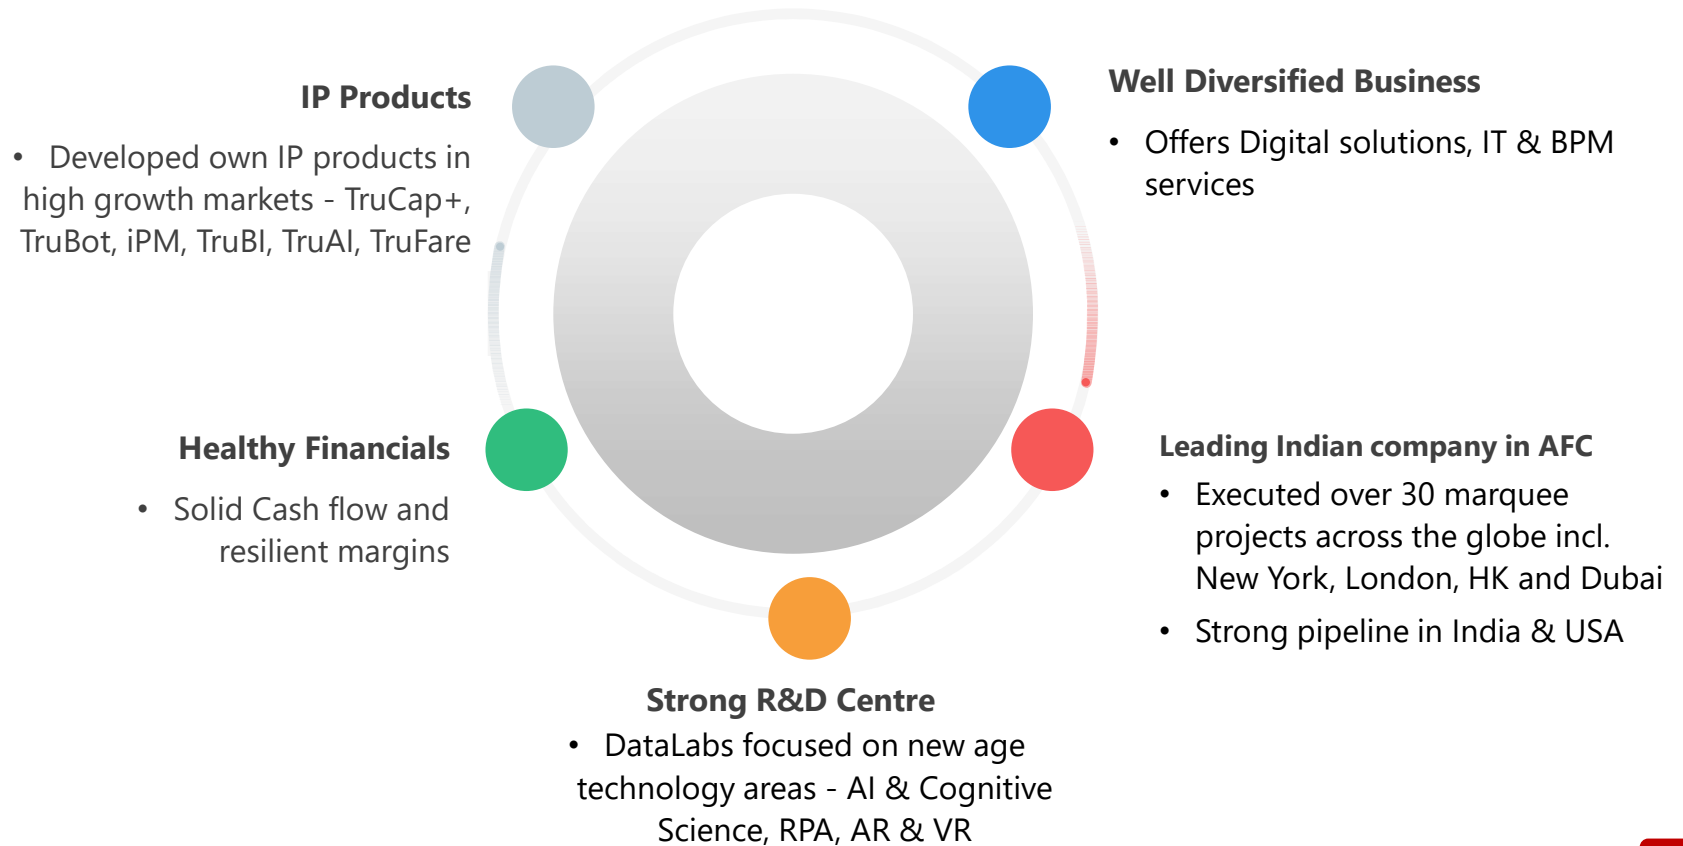 IP Products
• Developed own IP products in
high growth markets - TruCap+,
TruBot, iPM, TruBI, TruAI, TruFare
Well Diversified Business
• Offers Digital solutions, IT & BPM
services
Healthy Financials
• Solid Cash flow and
resilient margins
Leading Indian company in AFC
• Executed over 30 marquee
projects across the globe incl.
New York, London, HK and Dubai
• Strong pipeline in India & USA
Strong R&D Centre
• DataLabs focused on new age
technology areas - AI & Cognitive
Science, RPA, AR & VR